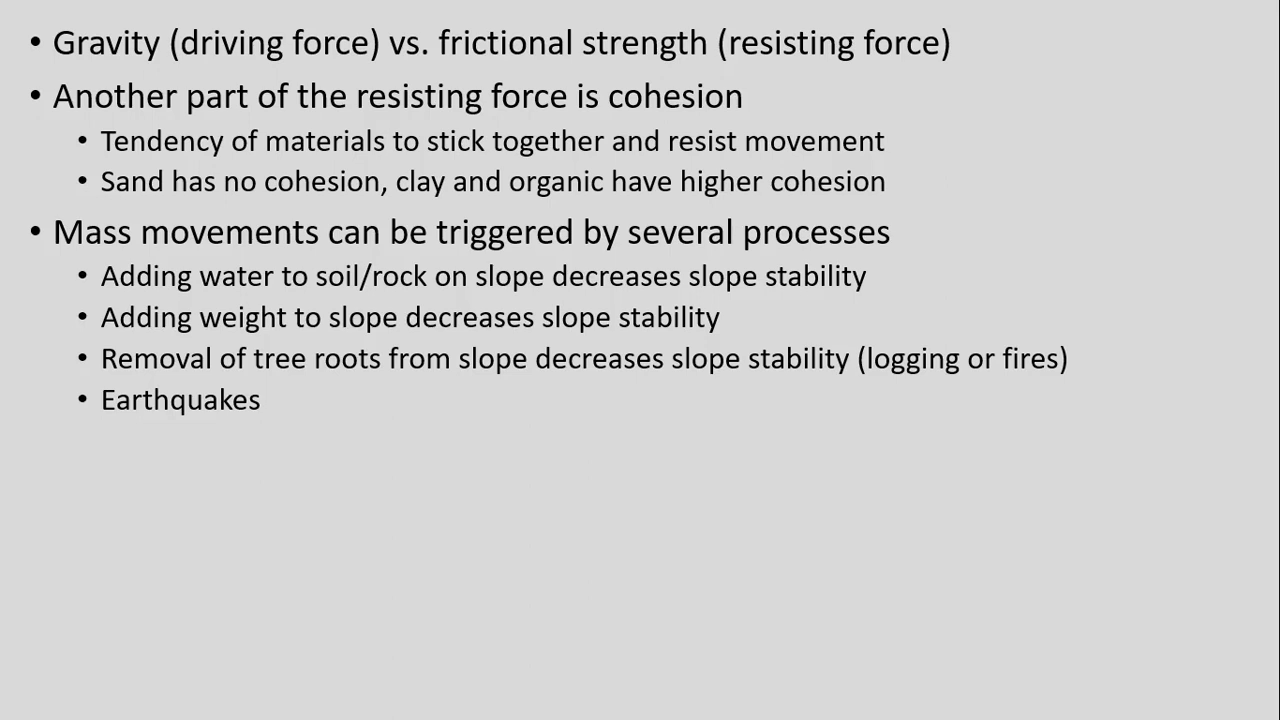 • Gravity (driving force) vs. frictional strength (resisting force)
• Another part of the resisting force is cohesion
• Tendency of materials to stick together and resist movement
• Sand has no cohesion, clay and organic have higher cohesion
• Mass movements can be triggered by several processes
• Adding water to soil/rock on slope decreases slope stability
• Adding weight to slope decreases slope stability
• Removal of tree roots from slope decreases slope stability (logging or fires)
• Earthquakes